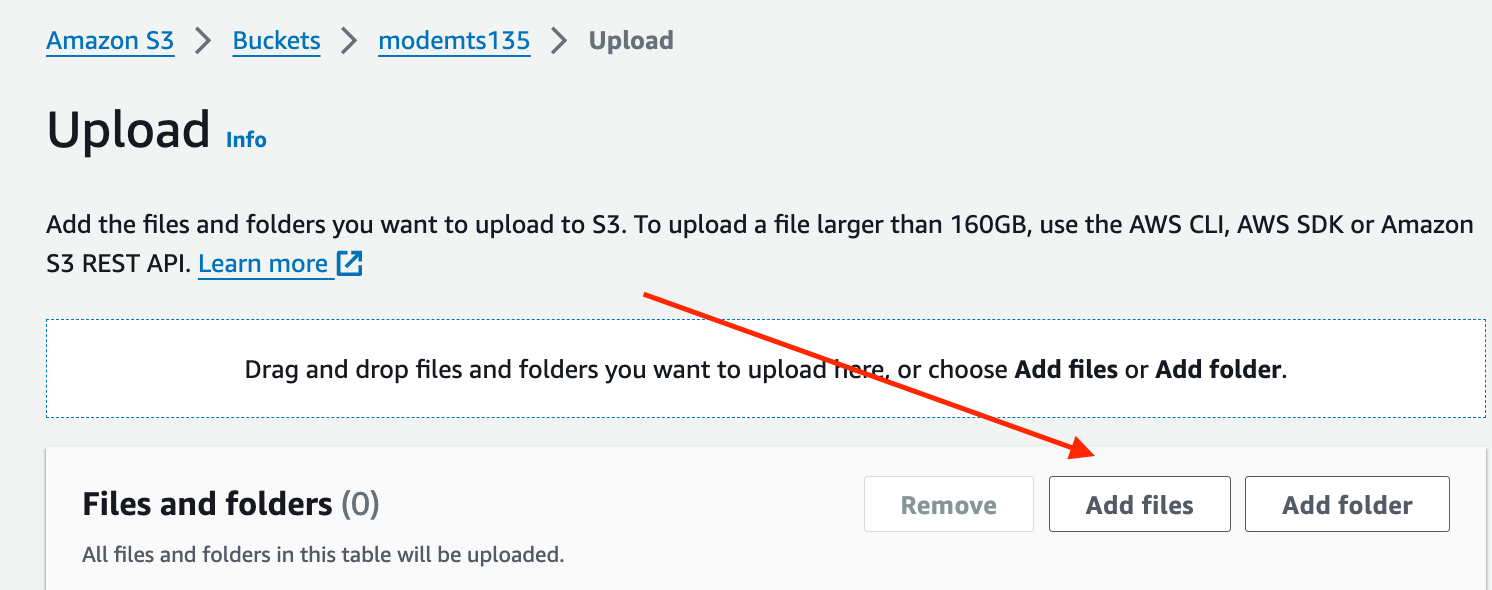 Amazon S3 > Buckets > modemts135 > Upload
Upload Info
Add the files and folders you want to upload to S3. To upload a file larger than 160GB, use the AWS CLI, AWS SDK or Amazon
S3 REST API. Learn more
Drag and drop files and folders you want to upload here, or choose Add files or Add folder.
Files and folders (0) Remove Add files Add folder
All files and folders in this table will be uploaded.